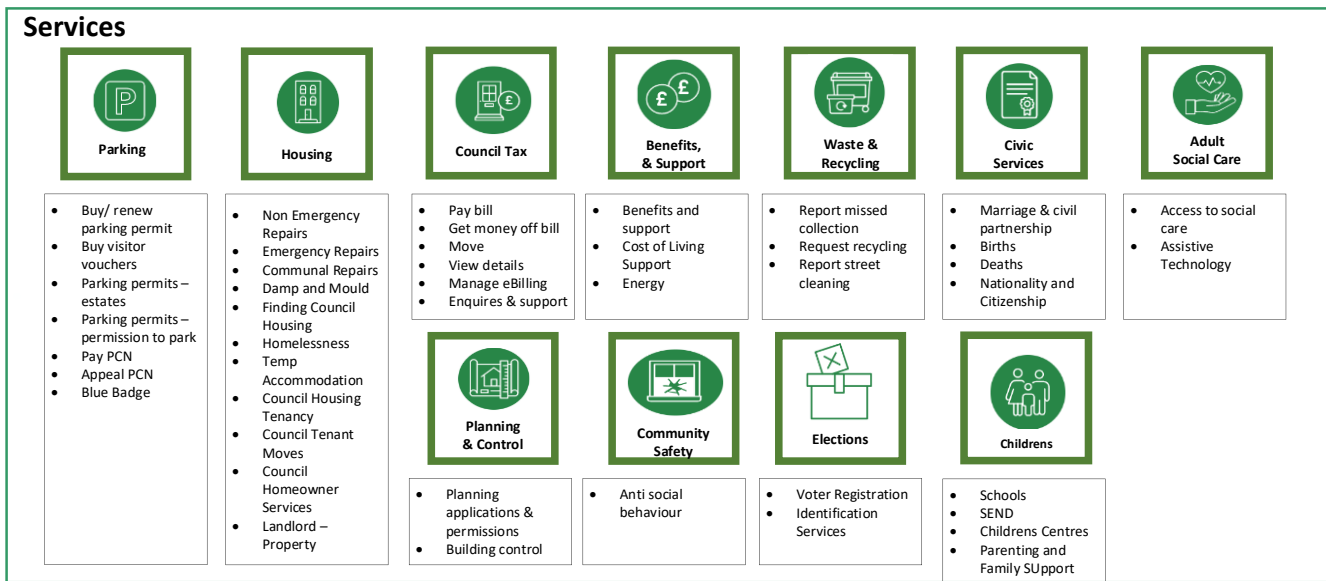 Services
P
Parking
Housing
£
Council Tax
£ £
Benefits,
& Support
Waste &
Recycling
Civic
Services
Adult
Social Care
• Buy/ renew
parking permit
• Buy visitor
vouchers
• Parking permits –
estates
• Parking permits –
permission to park
• Pay PCN
• Appeal PCN
• Blue Badge
• Non Emergency
Repairs
• Emergency Repairs
• Communal Repairs
• Damp and Mould
• Finding Council
Housing
• Homelessness
• Temp
Accommodation
• Council Housing
Tenancy
• Council Tenant
Moves
• Council
Homeowner
Services
• Landlord –
Property
• Pay bill
• Get money off bill
• Move
• View details
• Manage eBilling
• Enquires & support
• Benefits and
support
• Cost of Living
Support
• Energy
• Report missed
collection
• Request recycling
• Report street
cleaning
• Marriage & civil
partnership
• Births
• Deaths
• Nationality and
Citizenship
• Access to social
care
• Assistive
Technology
Planning
& Control
Community
Safety
Elections
Childrens
• Planning
applications &
permissions
• Building control
• Anti social
behaviour
• Voter Registration
• Identification
Services
• Schools
• SEND
• Childrens Centres
• Parenting and
Family SUpport